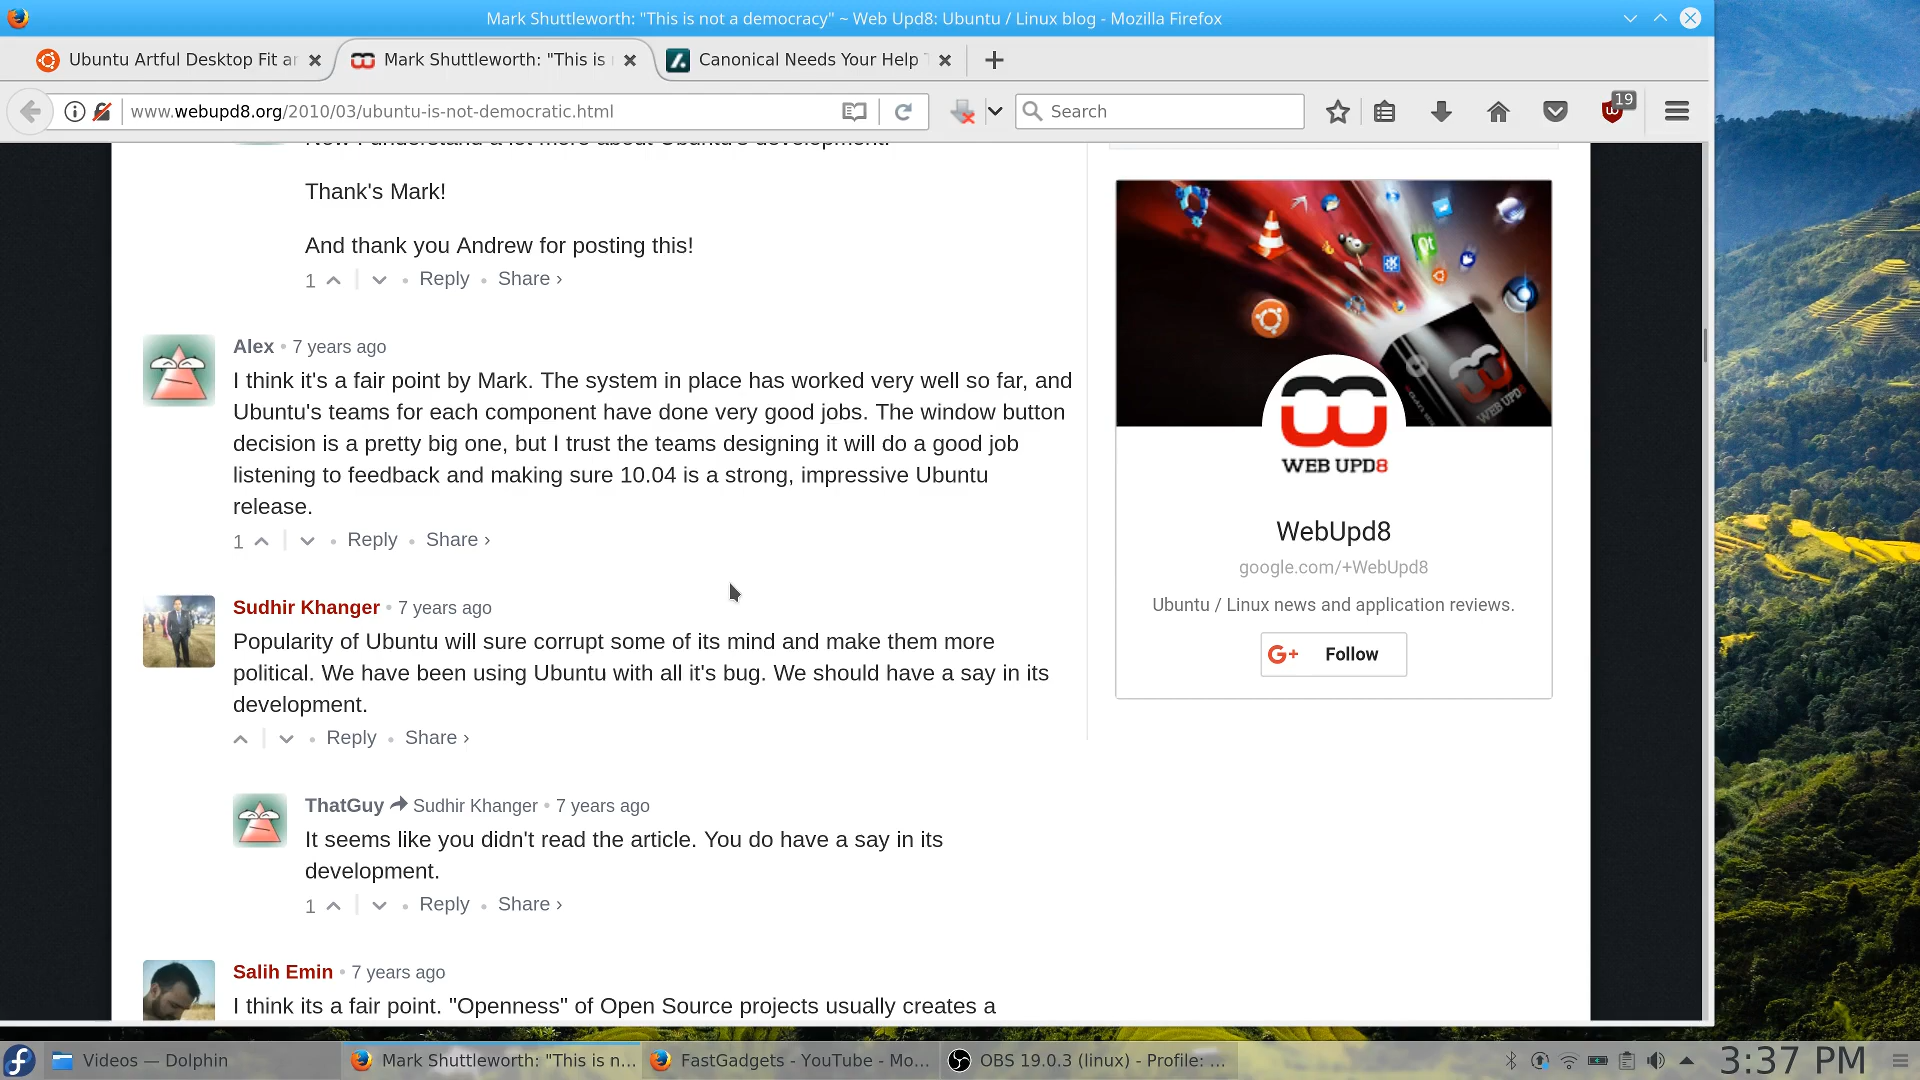 Mark Shuttleworth: "This is not a democracy" ~ Web Upd8: Ubuntu / Linux blog - Mozilla Firefox
Ubuntu Artful Desktop Fit ar
Mark Shuttleworth: "This is
Canonical Needs Your Help
www.webupd8.org/2010/03/ubuntu-is-not-democratic.html
Search
19
Now I understand a lot more about Ubuntu's development.
Thank's Mark!
And thank you Andrew for posting this!
1 • Reply • Share ›
Alex • 7 years ago
I think it's a fair point by Mark. The system in place has worked very well so far, and
Ubuntu's teams for each component have done very good jobs. The window button
decision is a pretty big one, but I trust the teams designing it will do a good job
listening to feedback and making sure 10.04 is a strong, impressive Ubuntu
release.
1 • Reply • Share ›
Sudhir Khanger • 7 years ago
Popularity of Ubuntu will sure corrupt some of its mind and make them more
political. We have been using Ubuntu with all it's bug. We should have a say in its
development.
• Reply • Share ›
ThatGuy Sudhir Khanger • 7 years ago
It seems like you didn't read the article. You do have a say in its
development.
1 • Reply • Share ›
Salih Emin • 7 years ago
I think its a fair point. "Openness" of Open Source projects usually creates a
Qt
WEB UPD8
WEB UPD8
WebUpd8
google.com/+WebUpd8
Ubuntu / Linux news and application reviews.
G+ Follow
Videos — Dolphin
Mark Shuttleworth: "This is n...
FastGadgets - YouTube - Mo...
OBS 19.0.3 (linux) - Profile: ...
3:37 PM